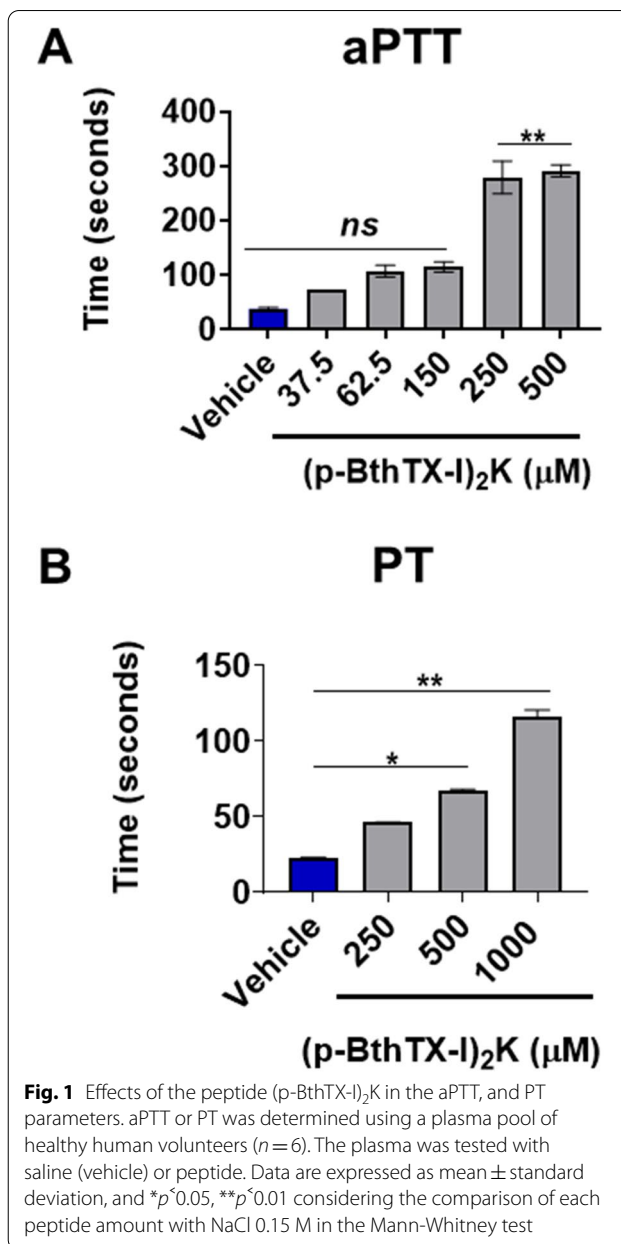 A aPTT
Time (seconds)
400
300
200
100
0
ns
**
Vehicle
37.5
62.5
150
250
500
(p-BthTX-I)₂K (μM)
B PT
Time (seconds)
150
100
50
0
**
*
Vehicle
250
500
1000
(p-BthTX-I)₂K (μM)
Fig. 1 Effects of the peptide (p-BthTX-I)₂K in the aPTT, and PT
parameters. aPTT or PT was determined using a plasma pool of
healthy human volunteers (n = 6). The plasma was tested with
saline (vehicle) or peptide. Data are expressed as mean ± standard
deviation, and *p˂0.05, **p˂0.01 considering the comparison of each
peptide amount with NaCl 0.15 M in the Mann-Whitney test